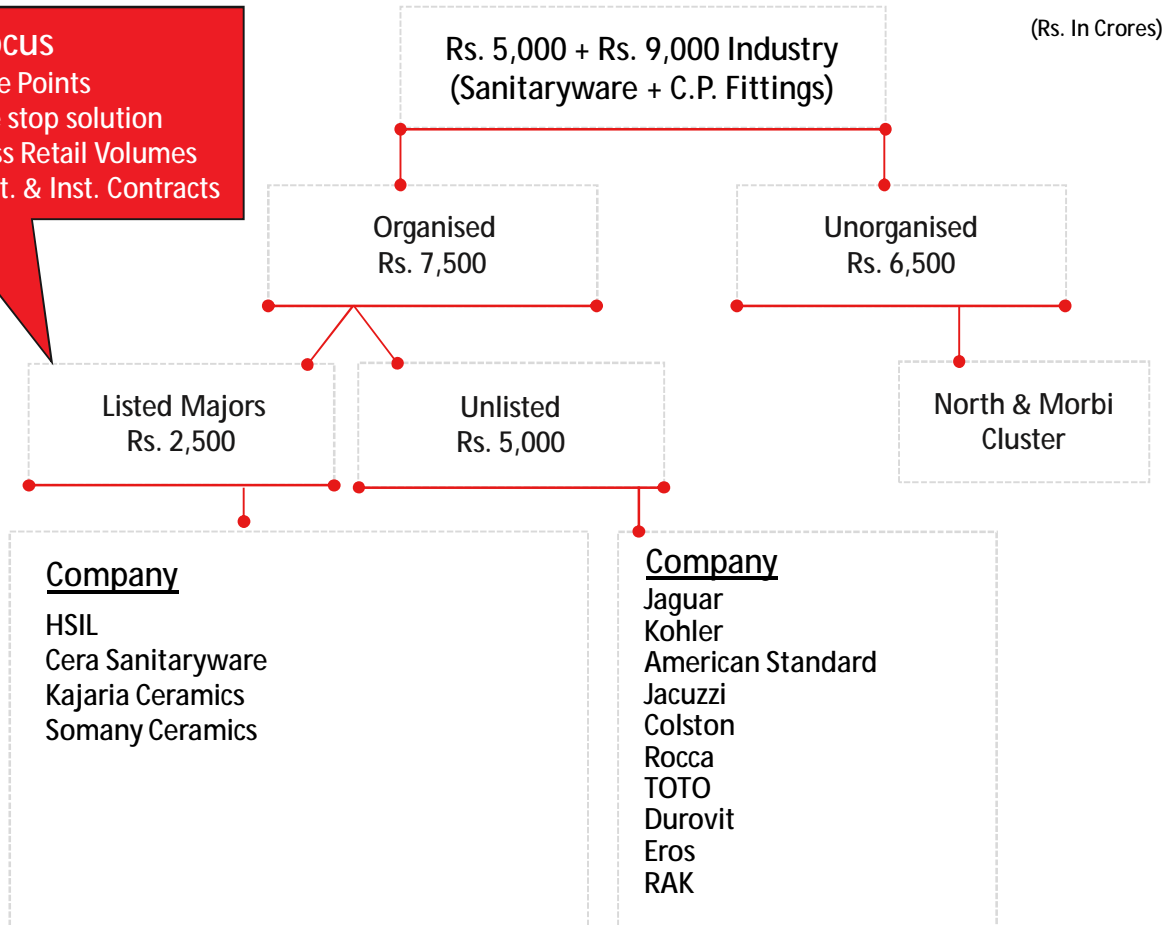 (Rs. In Crores)
Rs. 5,000 + Rs. 9,000 Industry
(Sanitaryware + C.P. Fittings)
Points
stop solution
Retail Volumes
& Inst. Contracts
Organised
Rs. 7,500
Unorganised
Rs. 6,500
Listed Majors
Rs. 2,500
Unlisted
Rs. 5,000
North & Morbi
Cluster
Company
HSIL
Cera Sanitaryware
Kajaria Ceramics
Somany Ceramics
Company
Jaguar
Kohler
American Standard
Jacuzzi
Colston
Rocca
TOTO
Durovit
Eros
RAK